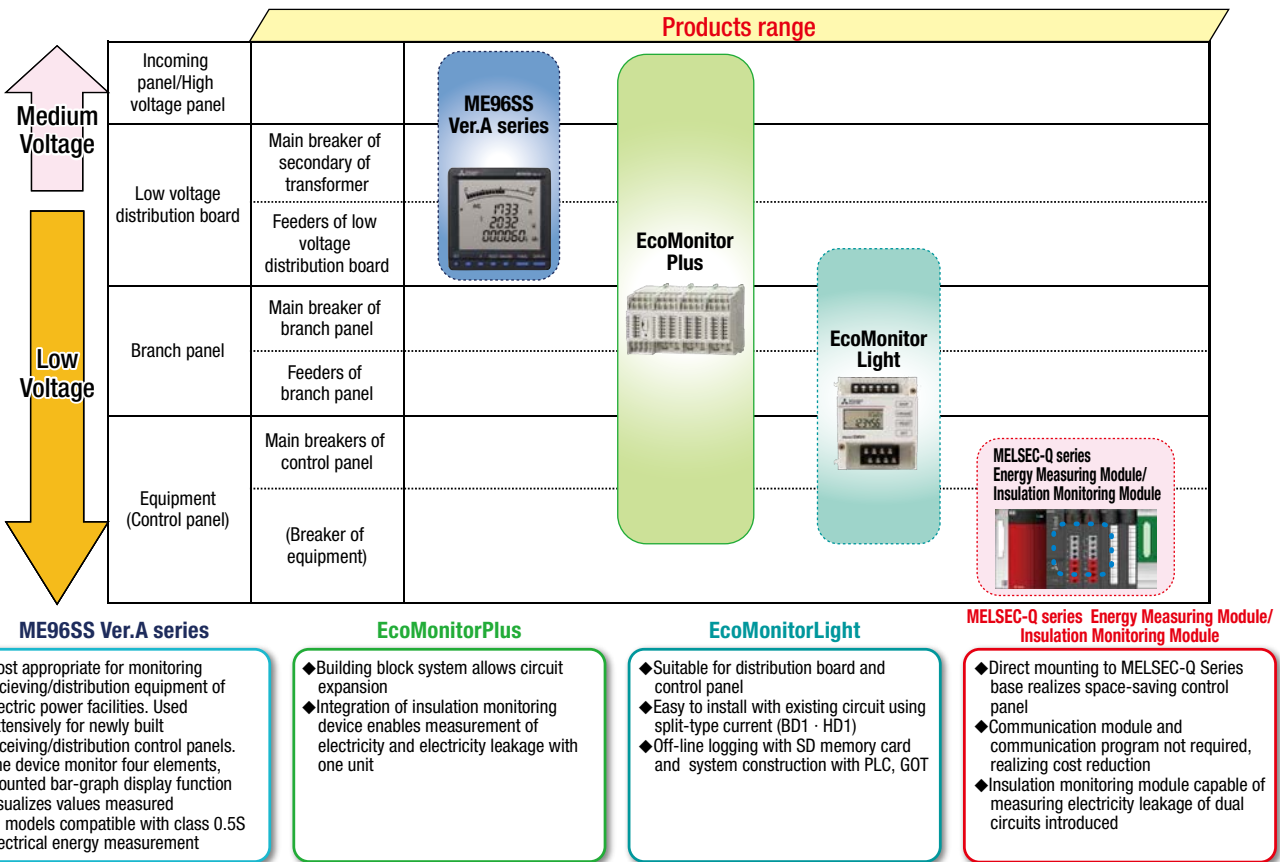 Products range
Medium
Voltage
Low
Voltage
Incoming
panel/High
voltage panel
Low voltage
distribution board
Main breaker of
secondary of
transformer
Feeders of low
voltage
distribution board
Branch panel
Main breaker of
branch panel
Feeders of
branch panel
Equipment
(Control panel)
Main breakers of
control panel
(Breaker of
equipment)
ME96SS
Ver.A series
1733
2032
000060
EcoMonitor
Plus
EcoMonitor
Light
123456
MELSEC-Q series
Energy Measuring Module/
Insulation Monitoring Module
ME96SS Ver.A series
ost appropriate for monitoring
cieving/distribution equipment of
ectric power facilities. Used
xtensively for newly built
ceiving/distribution control panels.
ne device monitor four elements,
ounted bar-graph display function
sualizes values measured
models compatible with class 0.5S
ectrical energy measurement
EcoMonitorPlus
◆Building block system allows circuit
expansion
◆Integration of insulation monitoring
device enables measurement of
electricity and electricity leakage with
one unit
EcoMonitorLight
◆Suitable for distribution board and
control panel
◆Easy to install with existing circuit using
split-type current (BD1 · HD1)
◆Off-line logging with SD memory card
and system construction with PLC, GOT
MELSEC-Q series Energy Measuring Module/
Insulation Monitoring Module
◆Direct mounting to MELSEC-Q Series
base realizes space-saving control
panel
◆Communication module and
communication program not required,
realizing cost reduction
◆Insulation monitoring module capable of
measuring electricity leakage of dual
circuits introduced